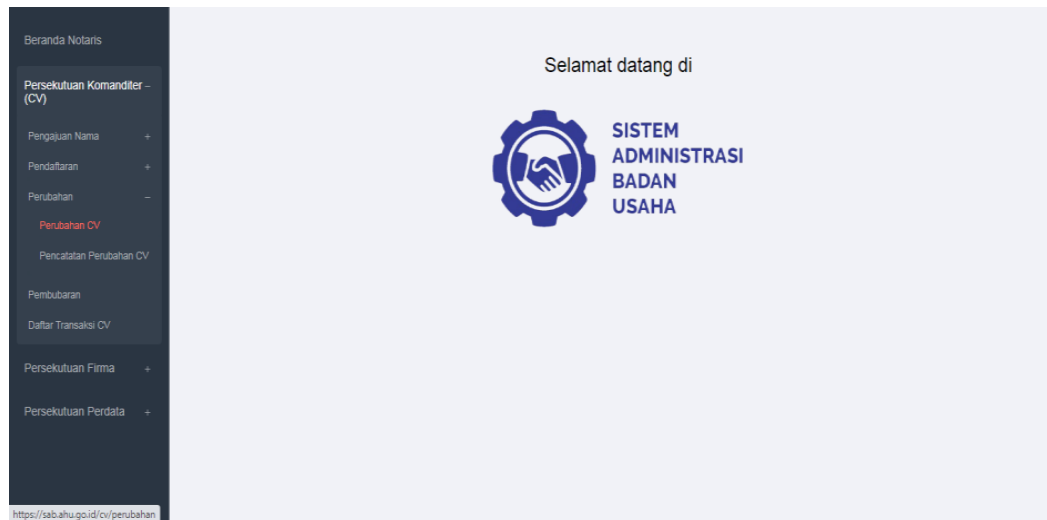 Beranda Notaris
Persekutuan Komanditer –
(CV)
Pengajuan Nama +
Pendaftaran +
Perubahan –
Perubahan CV
Pencatatan Perubahan CV
Pembubaran
Daftar Transaksi CV
Persekutuan Firma +
Persekutuan Perdata +
https://sab.ahu.go.id/cv/perubahan
Selamat datang di
SISTEM
ADMINISTRASI
BADAN
USAHA